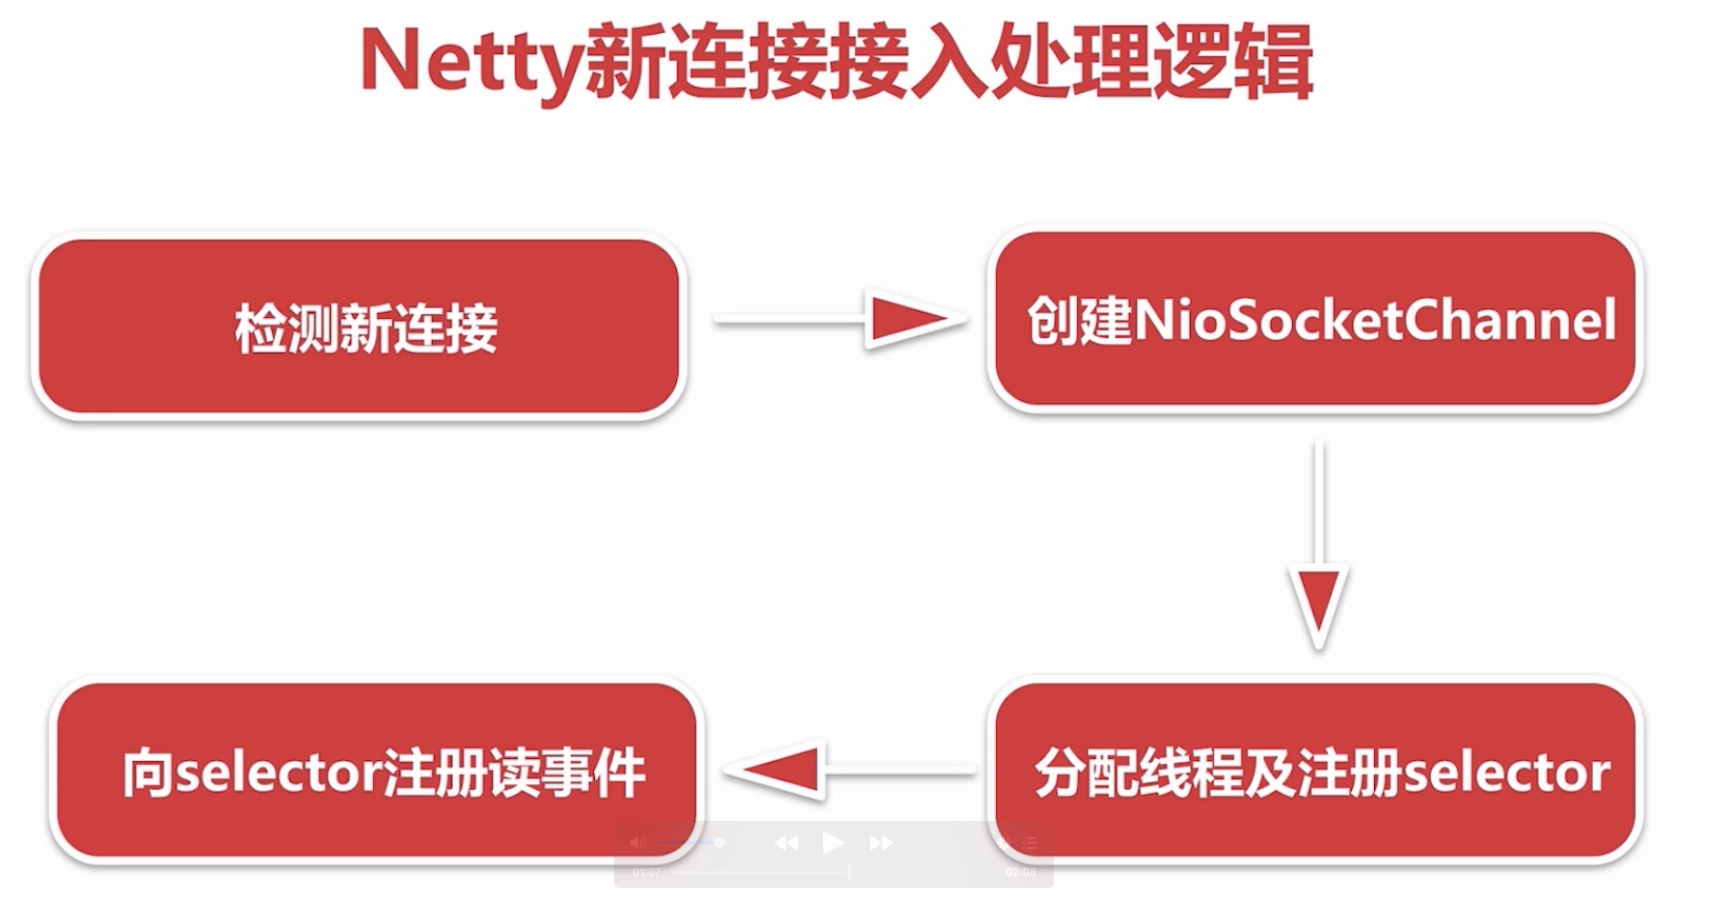 Netty新连接接入处理逻辑
检测新连接
创建NioSocketChannel
分配线程及注册selector
向selector注册读事件
01:07
02:03